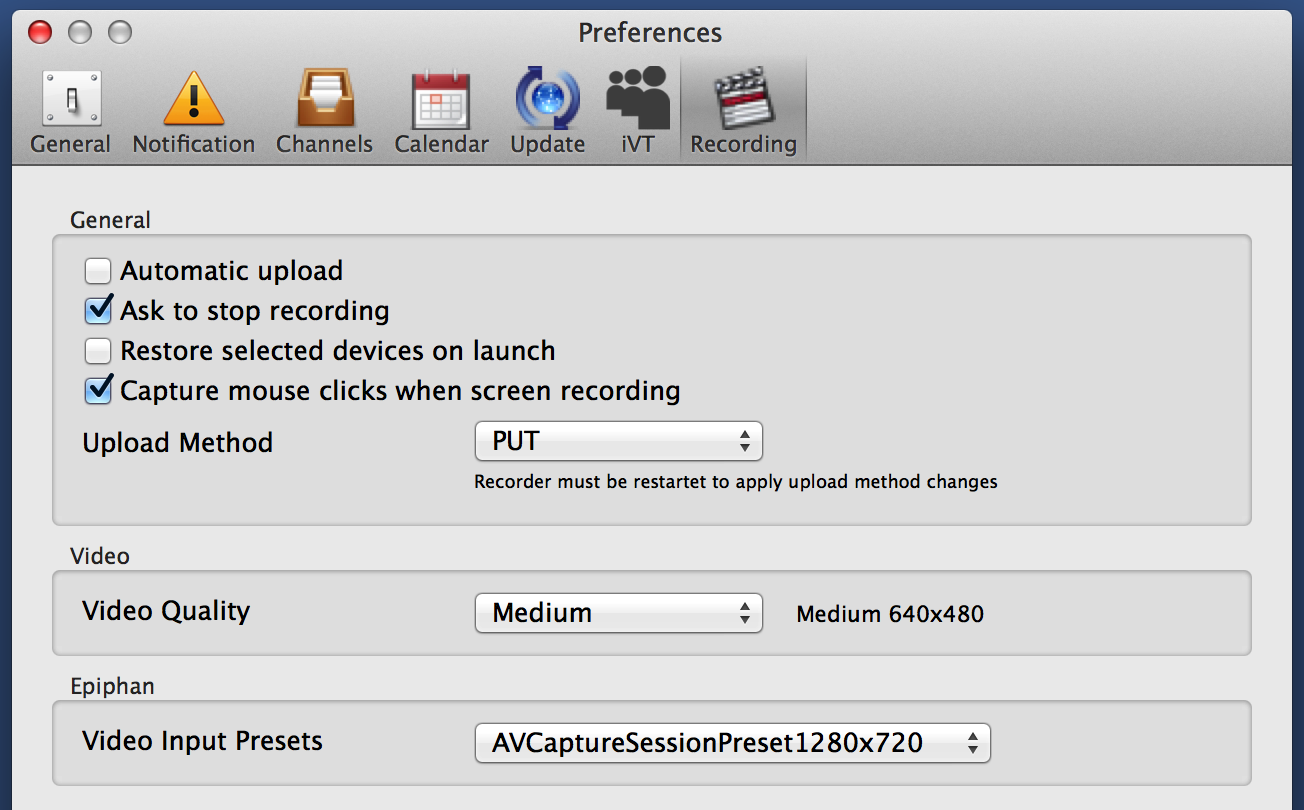 Preferences
General Notification Channels Calendar Update iVT Recording
General
Automatic upload
Ask to stop recording
Restore selected devices on launch
Capture mouse clicks when screen recording
Upload Method PUT
Recorder must be restartet to apply upload method changes
Video
Video Quality Medium Medium 640x480
Epiphan
Video Input Presets AVCaptureSessionPreset1280x720